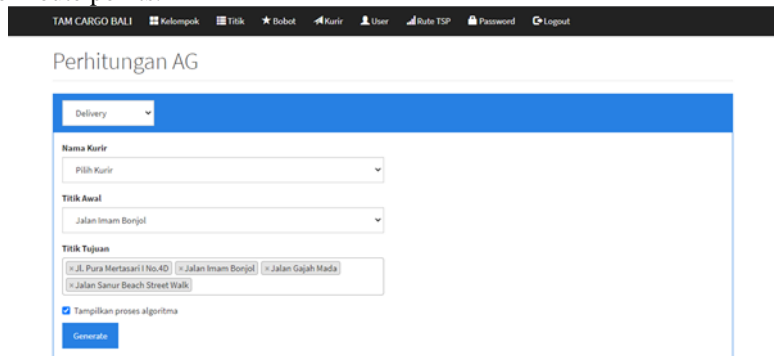 TAM CARGO BALI Kelompok Titik Bobot Kurir User Rute TSP Password Logout
Perhitungan AG
Delivery
Nama Kurir
Pilih Kurir
Titik Awal
Jalan Imam Bonjol
Titik Tujuan
× Jl. Pura Mertasari I No.4D × Jalan Imam Bonjol × Jalan Gajah Mada
× Jalan Sanur Beach Street Walk
Tampilkan proses algoritma
Generate